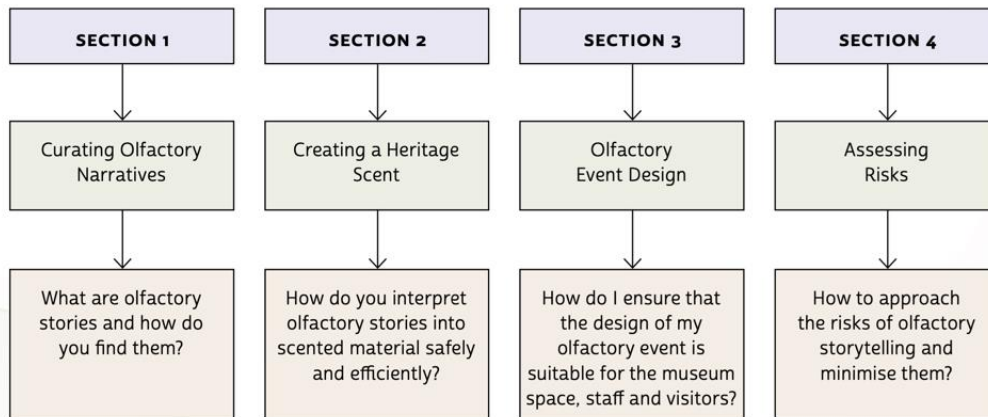 SECTION 1
Curating Olfactory
Narratives
What are olfactory
stories and how do
you find them?
SECTION 2
Creating a Heritage
Scent
How do you interpret
olfactory stories into
scented material safely
and efficiently?
SECTION 3
Olfactory
Event Design
How do I ensure that
the design of my
olfactory event is
suitable for the museum
space, staff and visitors?
SECTION 4
Assessing
Risks
How to approach
the risks of olfactory
storytelling and
minimise them?